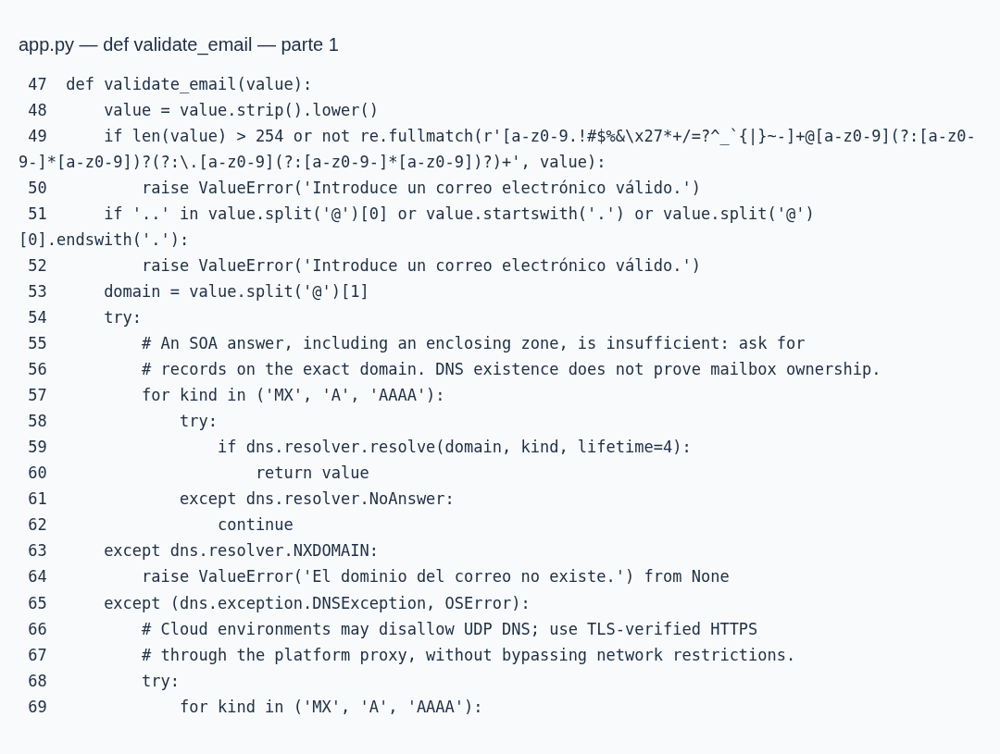 app.py — def validate_email — parte 1
47  def validate_email(value):
48      value = value.strip().lower()
49      if len(value) > 254 or not re.fullmatch(r'[a-z0-9.!#$%&\x27*+/=?^_`{|}~-]+@[a-z0-9](?:[a-z0-
9-]*[a-z0-9])?(?:\.[a-z0-9](?:[a-z0-9-]*[a-z0-9])?)+', value):
50          raise ValueError('Introduce un correo electrónico válido.')
51      if '..' in value.split('@')[0] or value.startswith('.') or value.split('@')
[0].endswith('.'):
52          raise ValueError('Introduce un correo electrónico válido.')
53      domain = value.split('@')[1]
54      try:
55          # An SOA answer, including an enclosing zone, is insufficient: ask for
56          # records on the exact domain. DNS existence does not prove mailbox ownership.
57          for kind in ('MX', 'A', 'AAAA'):
58              try:
59                  if dns.resolver.resolve(domain, kind, lifetime=4):
60                      return value
61              except dns.resolver.NoAnswer:
62                  continue
63      except dns.resolver.NXDOMAIN:
64          raise ValueError('El dominio del correo no existe.') from None
65      except (dns.exception.DNSException, OSError):
66          # Cloud environments may disallow UDP DNS; use TLS-verified HTTPS
67          # through the platform proxy, without bypassing network restrictions.
68          try:
69              for kind in ('MX', 'A', 'AAAA'):